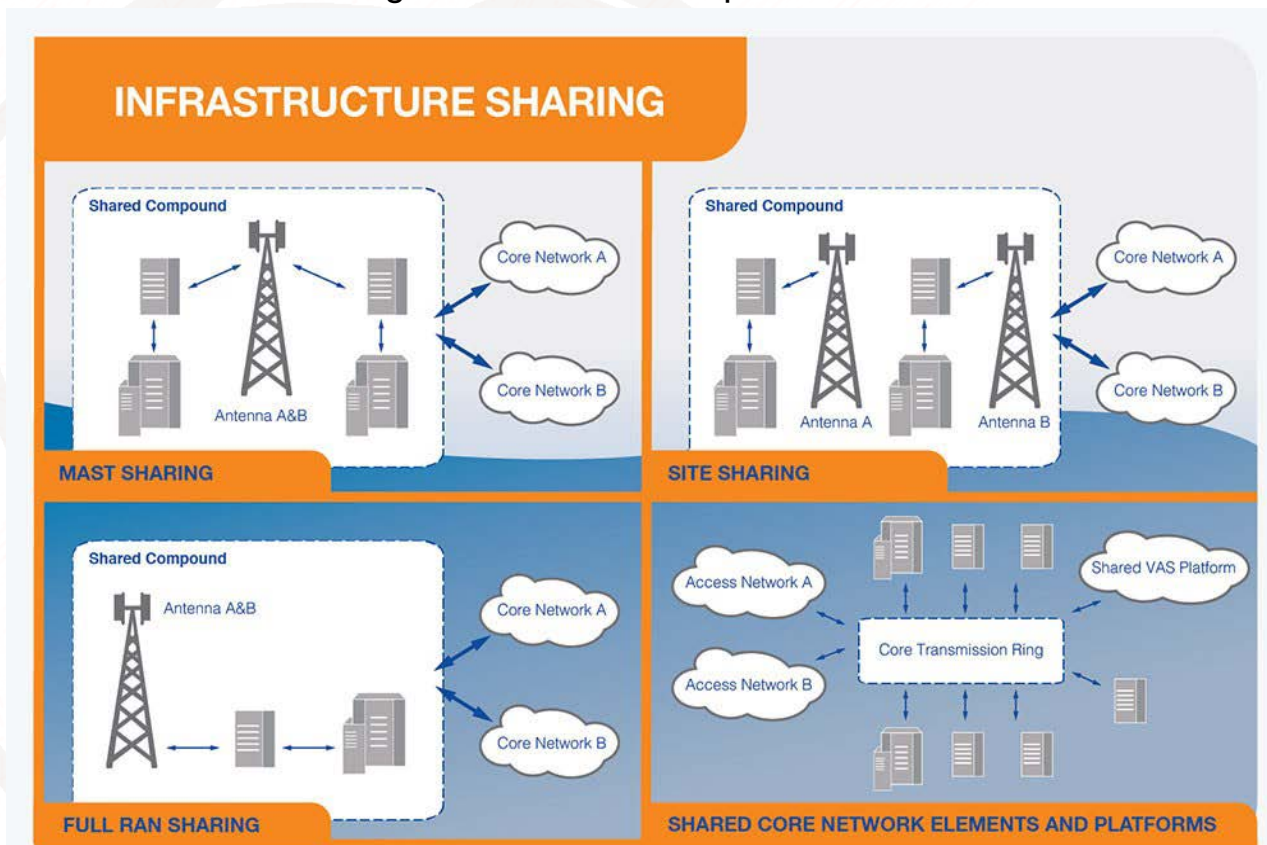 INFRASTRUCTURE SHARING
Shared Compound
Core Network A
Core Network B
Antenna A&B
MAST SHARING
Shared Compound
Core Network A
Core Network B
Antenna A
Antenna B
SITE SHARING
Shared Compound
Antenna A&B
Core Network A
Core Network B
FULL RAN SHARING
Access Network A
Shared VAS Platform
Core Transmission Ring
Access Network B
SHARED CORE NETWORK ELEMENTS AND PLATFORMS